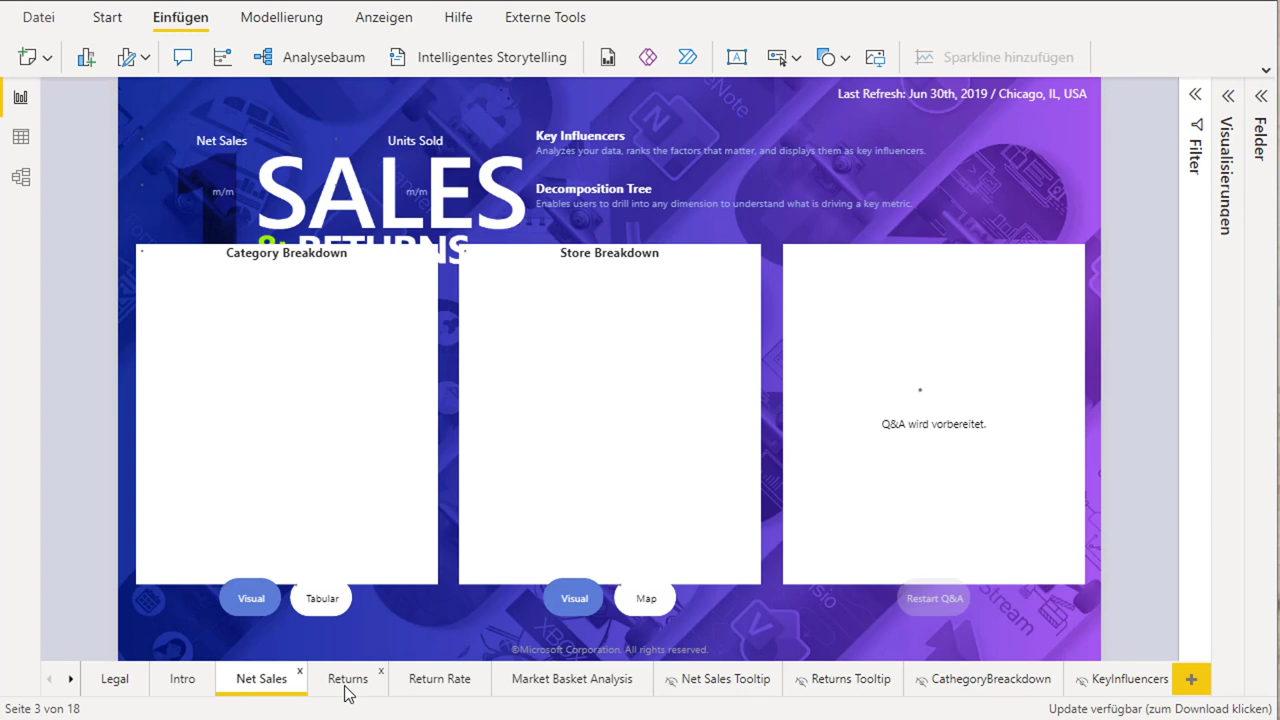 Datei Start Einfügen Modellierung Anzeigen Hilfe Externe Tools
Analysebaum Intelligentes Storytelling Sparkline hinzufügen
Last Refresh: Jun 30th, 2019 / Chicago, IL, USA
Net Sales Units Sold
m/m m/m
SALES
& RETURNS
Key Influencers
Analyzes your data, ranks the factors that matter, and displays them as key influencers.
Decomposition Tree
Enables users to drill into any dimension to understand what is driving a key metric.
Category Breakdown
Store Breakdown
Q&A wird vorbereitet.
Visual Tabular
Visual Map
Restart Q&A
©Microsoft Corporation. All rights reserved.
Filter
Visualisierungen
Felder
Legal Intro Net Sales x Returns x Return Rate Market Basket Analysis Net Sales Tooltip Returns Tooltip CathegoryBreakdown KeyInfluencers +
Seite 3 von 18
Update verfügbar (zum Download klicken)